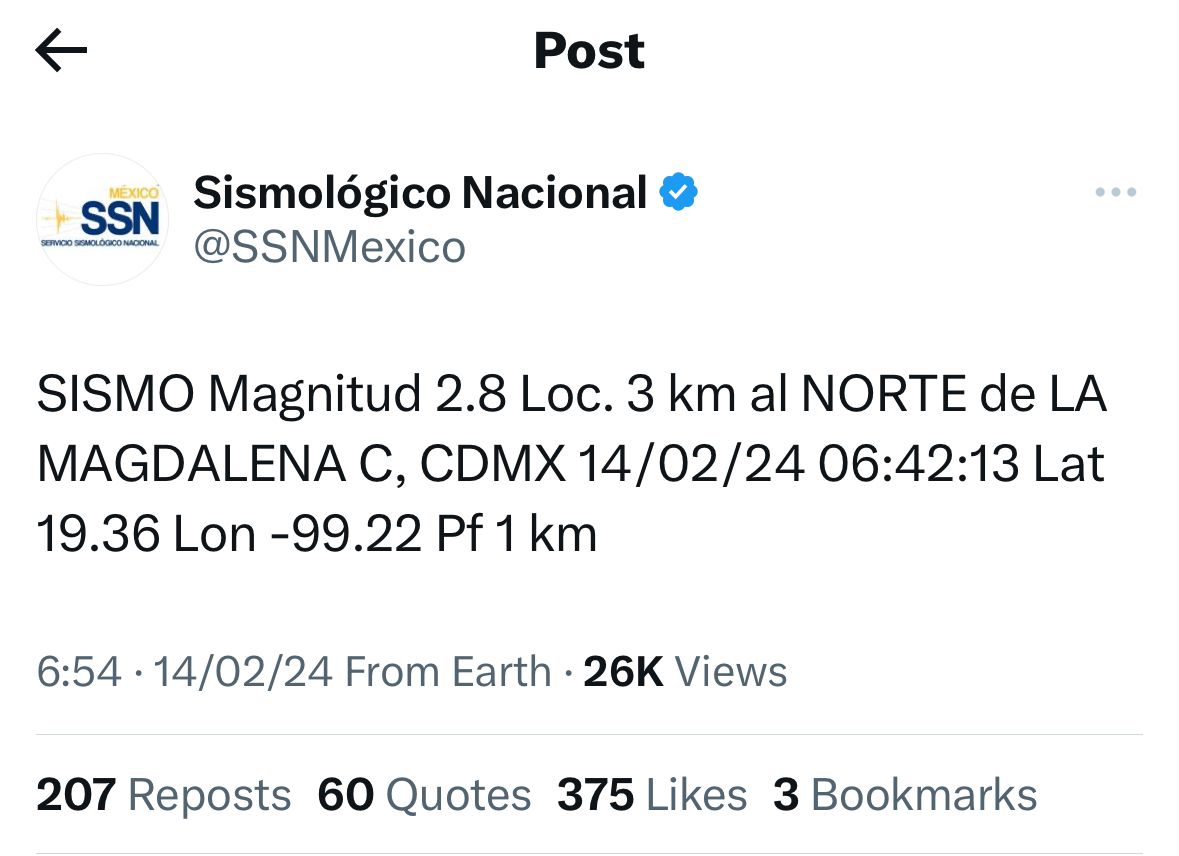 Post
MÉXICO
SSN
SERVICIO SISMOLÓGICO NACIONAL
Sismológico Nacional
@SSNMexico
SISMO Magnitud 2.8 Loc. 3 km al NORTE de LA
MAGDALENA C, CDMX 14/02/24 06:42:13 Lat
19.36 Lon -99.22 Pf 1 km
6:54 · 14/02/24 From Earth · 26K Views
207 Reposts 60 Quotes 375 Likes 3 Bookmarks